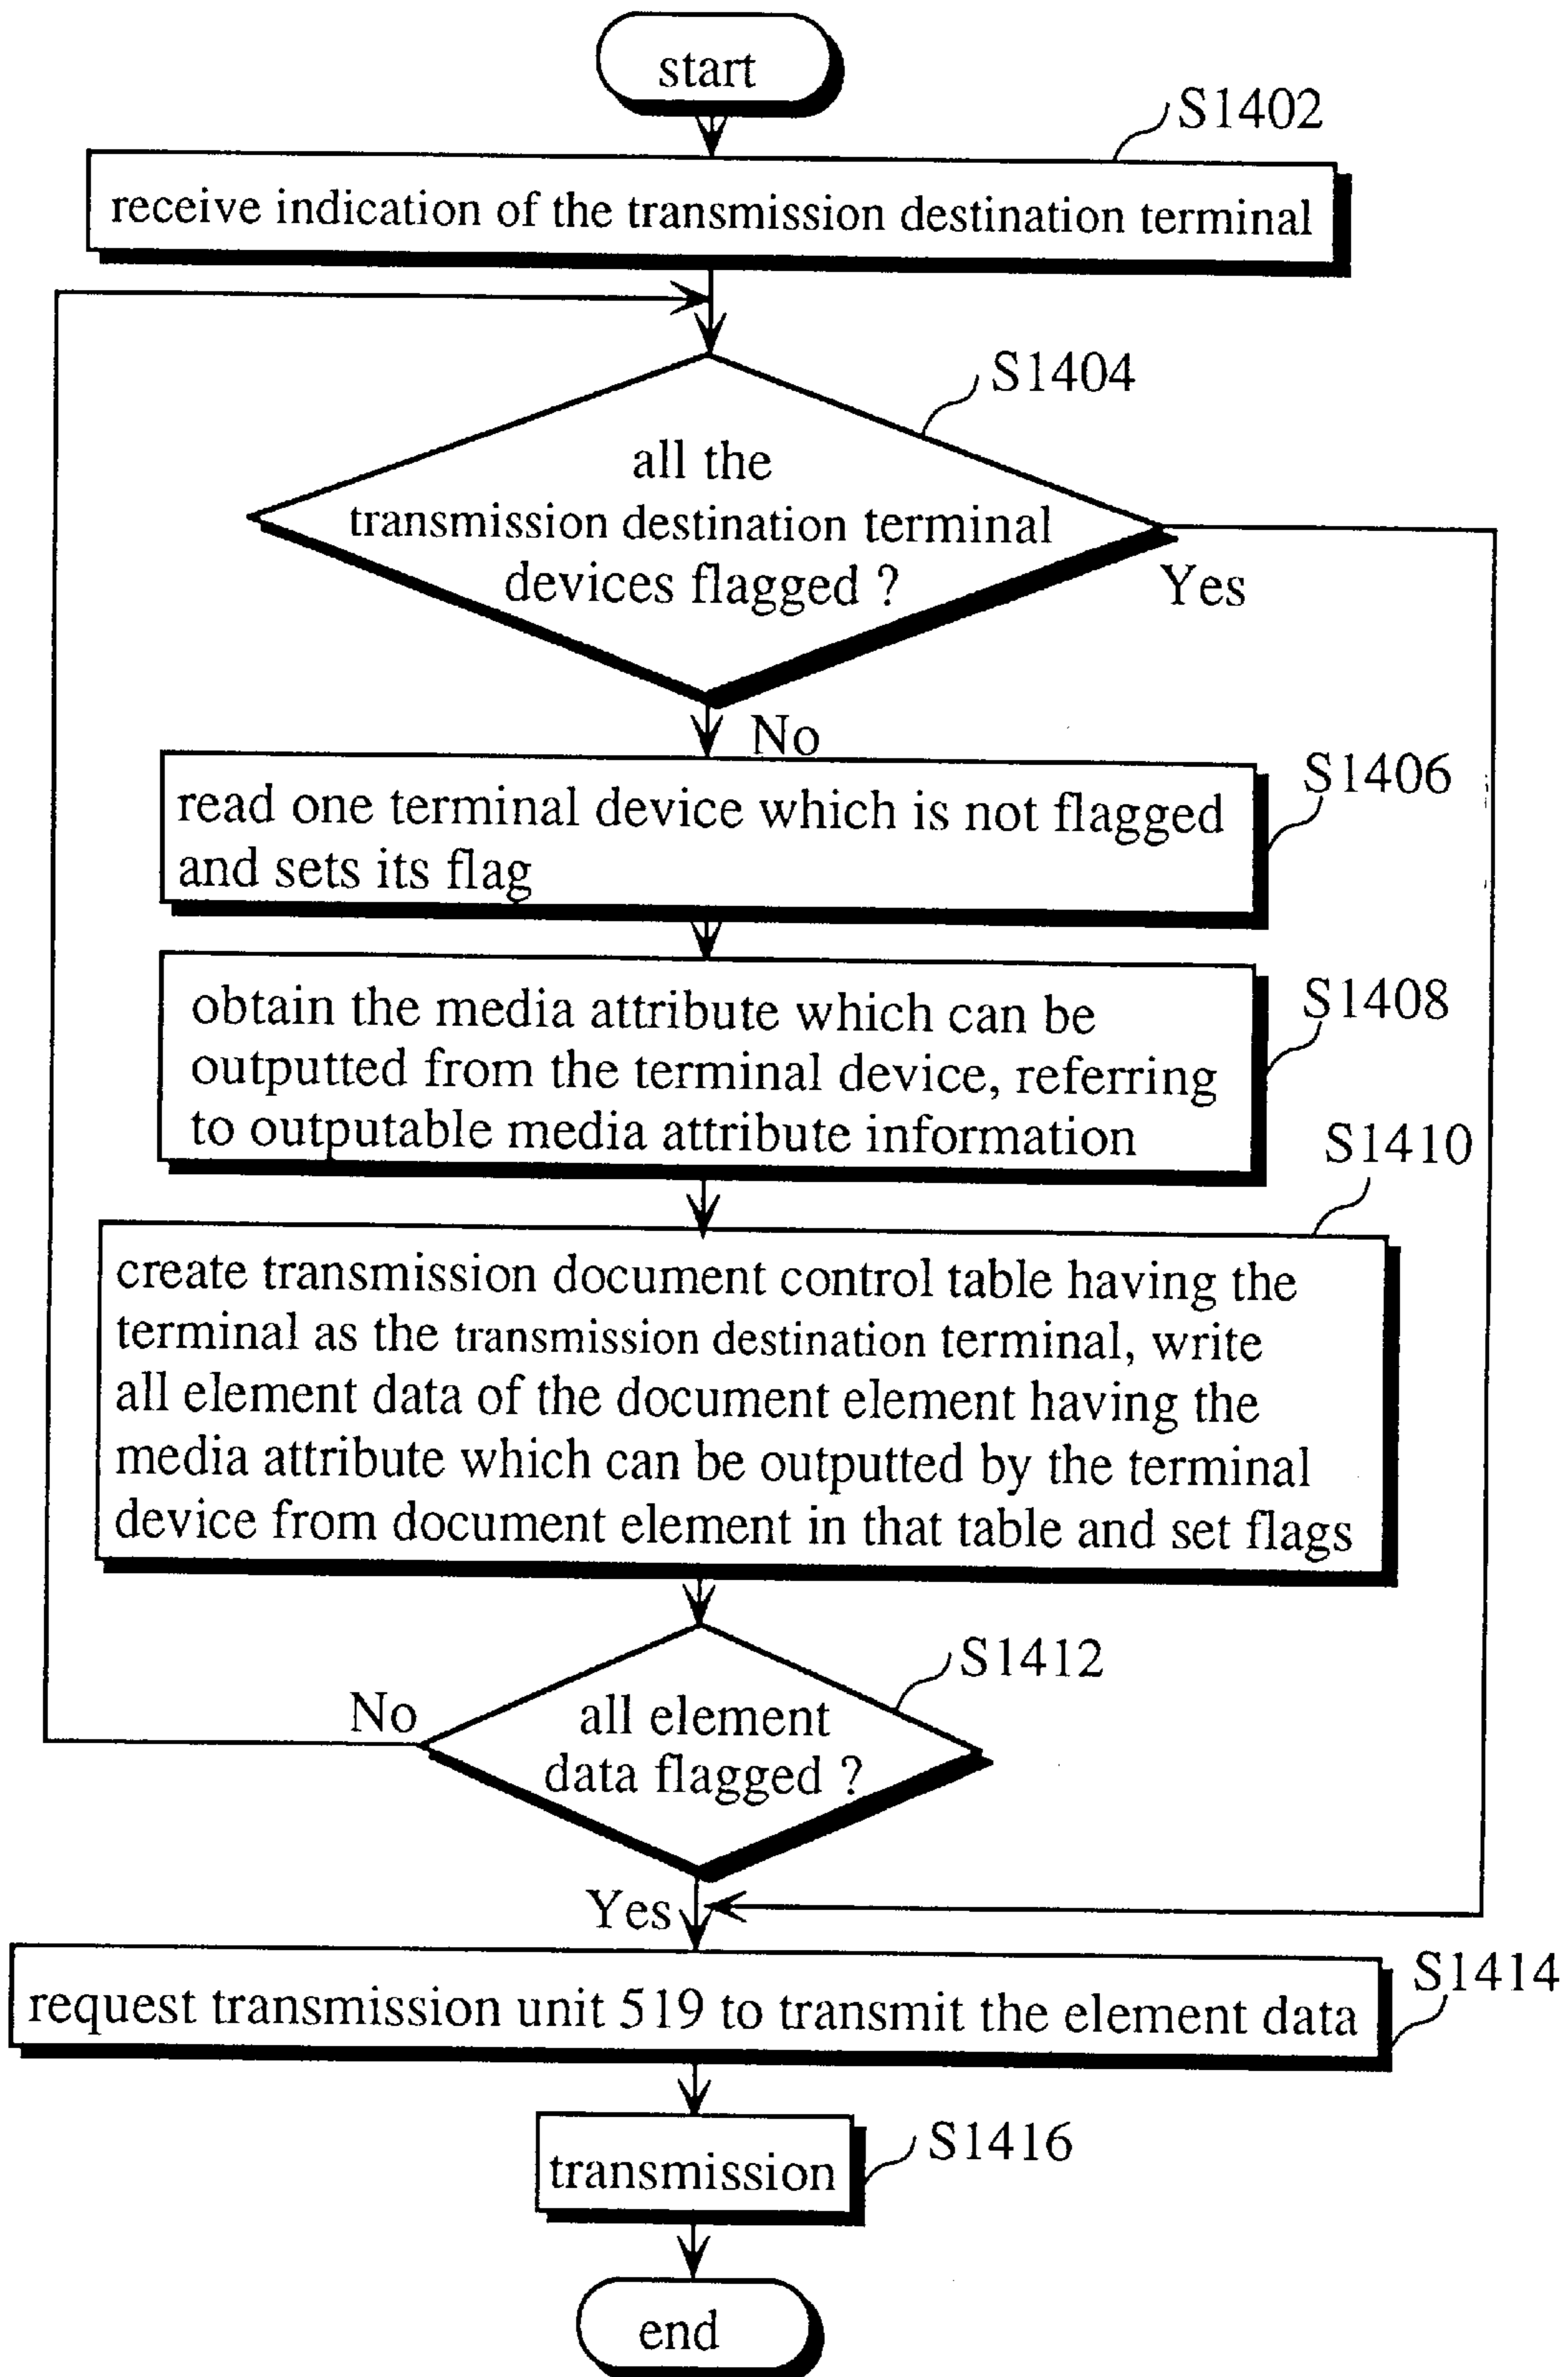 start
S1402
receive indication of the transmission destination terminal
S1404
all the
transmission destination terminal
devices flagged ?
Yes
No
S1406
read one terminal device which is not flagged
and sets its flag
S1408
obtain the media attribute which can be
outputted from the terminal device, referring
to outputable media attribute information
S1410
create transmission document control table having the
terminal as the transmission destination terminal, write
all element data of the document element having the
media attribute which can be outputted by the terminal
device from document element in that table and set flags
S1412
No
all element
data flagged ?
Yes
S1414
request transmission unit 519 to transmit the element data
S1416
transmission
end